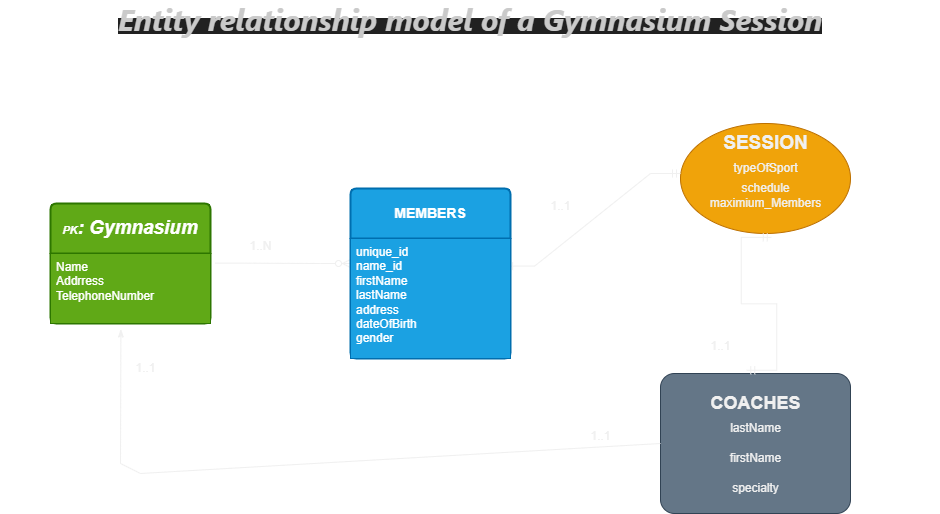 Entity relationship model of a Gymnasium Session
SESSION
typeOfSport
schedule
maximium_Members
1..1
MEMBERS
unique_id
name_id
firstName
lastName
address
dateOfBirth
gender
PK: Gymnasium
Name
Addrress
TelephoneNumber
1..N
1..1
1..1
1..1
COACHES
lastName
firstName
specialty